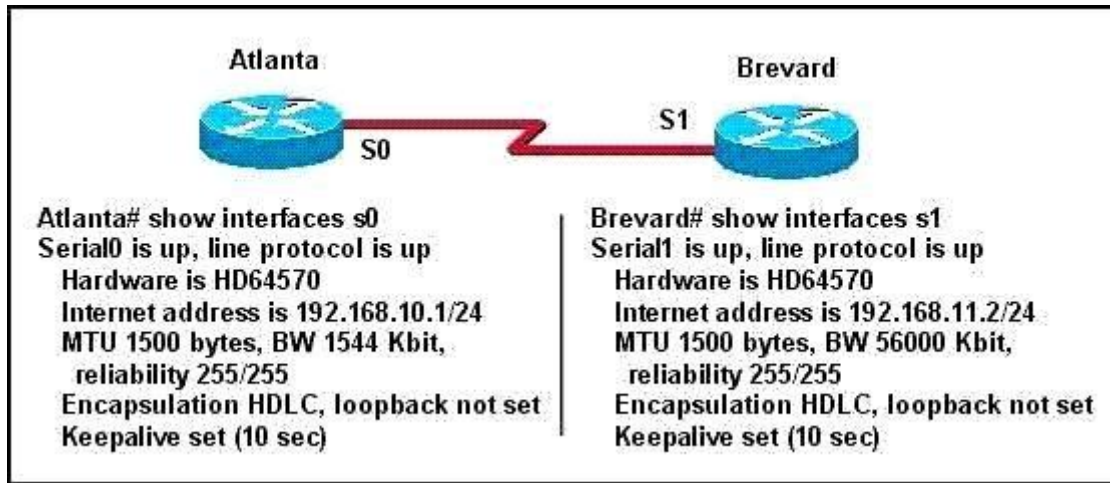 Atlanta
Brevard
S0
S1
Atlanta# show interfaces s0
Serial0 is up, line protocol is up
Hardware is HD64570
Internet address is 192.168.10.1/24
MTU 1500 bytes, BW 1544 Kbit,
reliability 255/255
Encapsulation HDLC, loopback not set
Keepalive set (10 sec)
Brevard# show interfaces s1
Serial1 is up, line protocol is up
Hardware is HD64570
Internet address is 192.168.11.2/24
MTU 1500 bytes, BW 56000 Kbit,
reliability 255/255
Encapsulation HDLC, loopback not set
Keepalive set (10 sec)